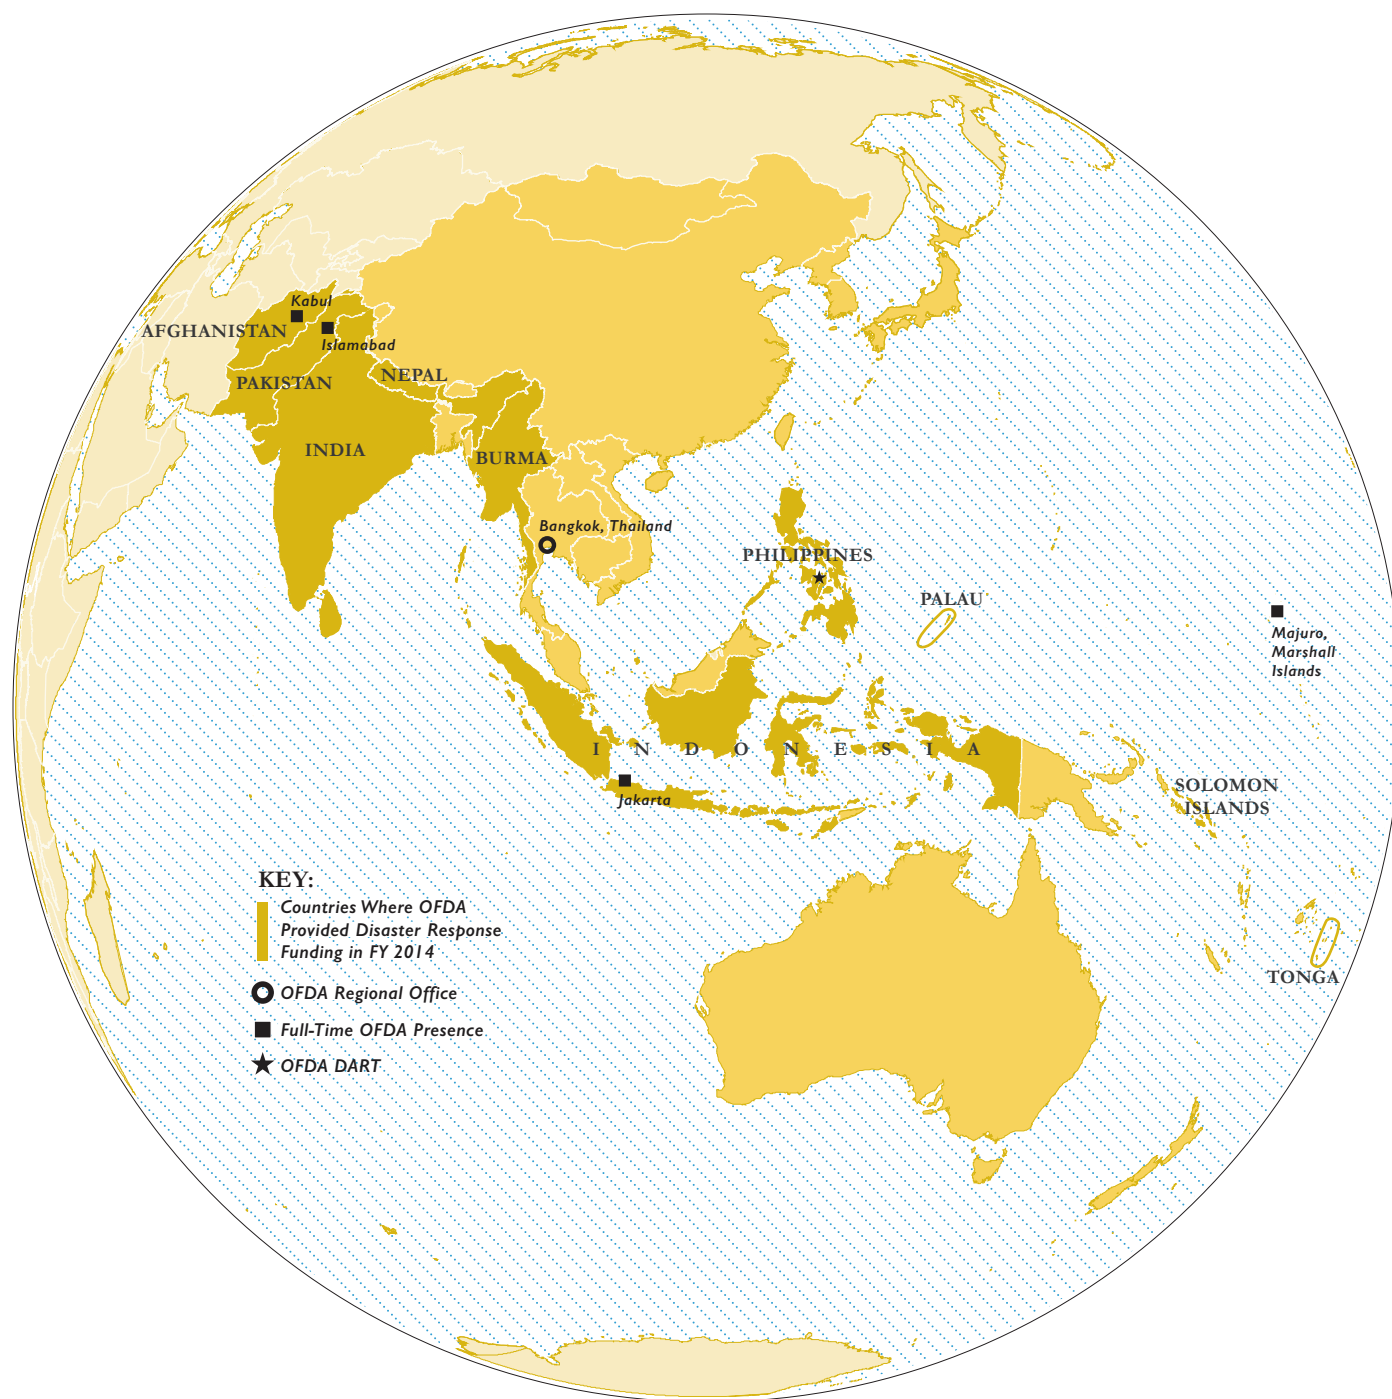 Kabul
AFGHANISTAN
Islamabad
PAKISTAN
NEPAL
INDIA
BURMA
Bangkok, Thailand
PHILIPPINES
PALAU
Majuro,
Marshall
Islands
INDONESIA
Jakarta
SOLOMON
ISLANDS
TONGA
KEY:
Countries Where OFDA
Provided Disaster Response
Funding in FY 2014
OFDA Regional Office
Full-Time OFDA Presence
OFDA DART